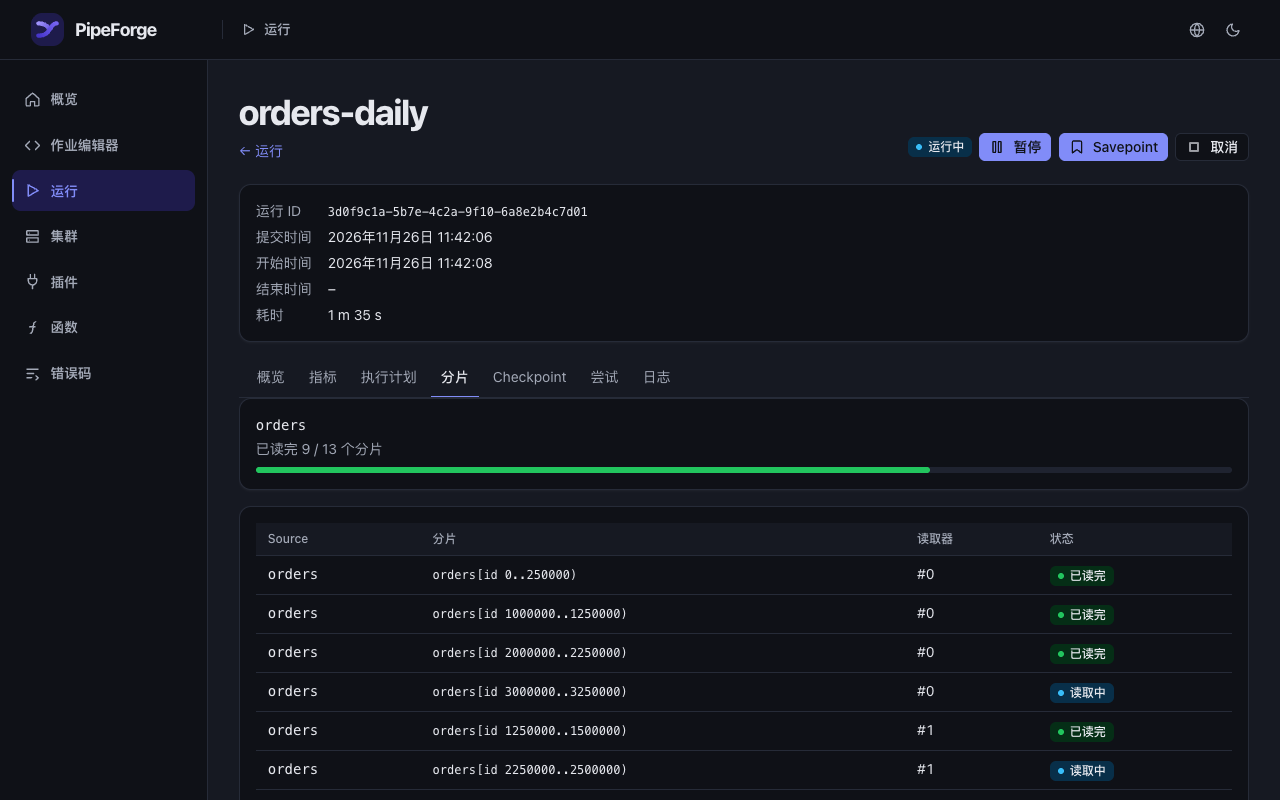 PipeForge
运行
概览
作业编辑器
运行
集群
插件
函数
错误码
orders-daily
← 运行
运行中
暂停
Savepoint
取消
运行 ID 3d0f9c1a-5b7e-4c2a-9f10-6a8e2b4c7d01
提交时间 2026年11月26日 11:42:06
开始时间 2026年11月26日 11:42:08
结束时间 –
耗时 1 m 35 s
概览 指标 执行计划 分片 Checkpoint 尝试 日志
orders
已读完 9 / 13 个分片
Source 分片 读取器 状态
orders orders[id 0..250000) #0 已读完
orders orders[id 1000000..1250000) #0 已读完
orders orders[id 2000000..2250000) #0 已读完
orders orders[id 3000000..3250000) #0 读取中
orders orders[id 1250000..1500000) #1 已读完
orders orders[id 2250000..2500000) #1 读取中